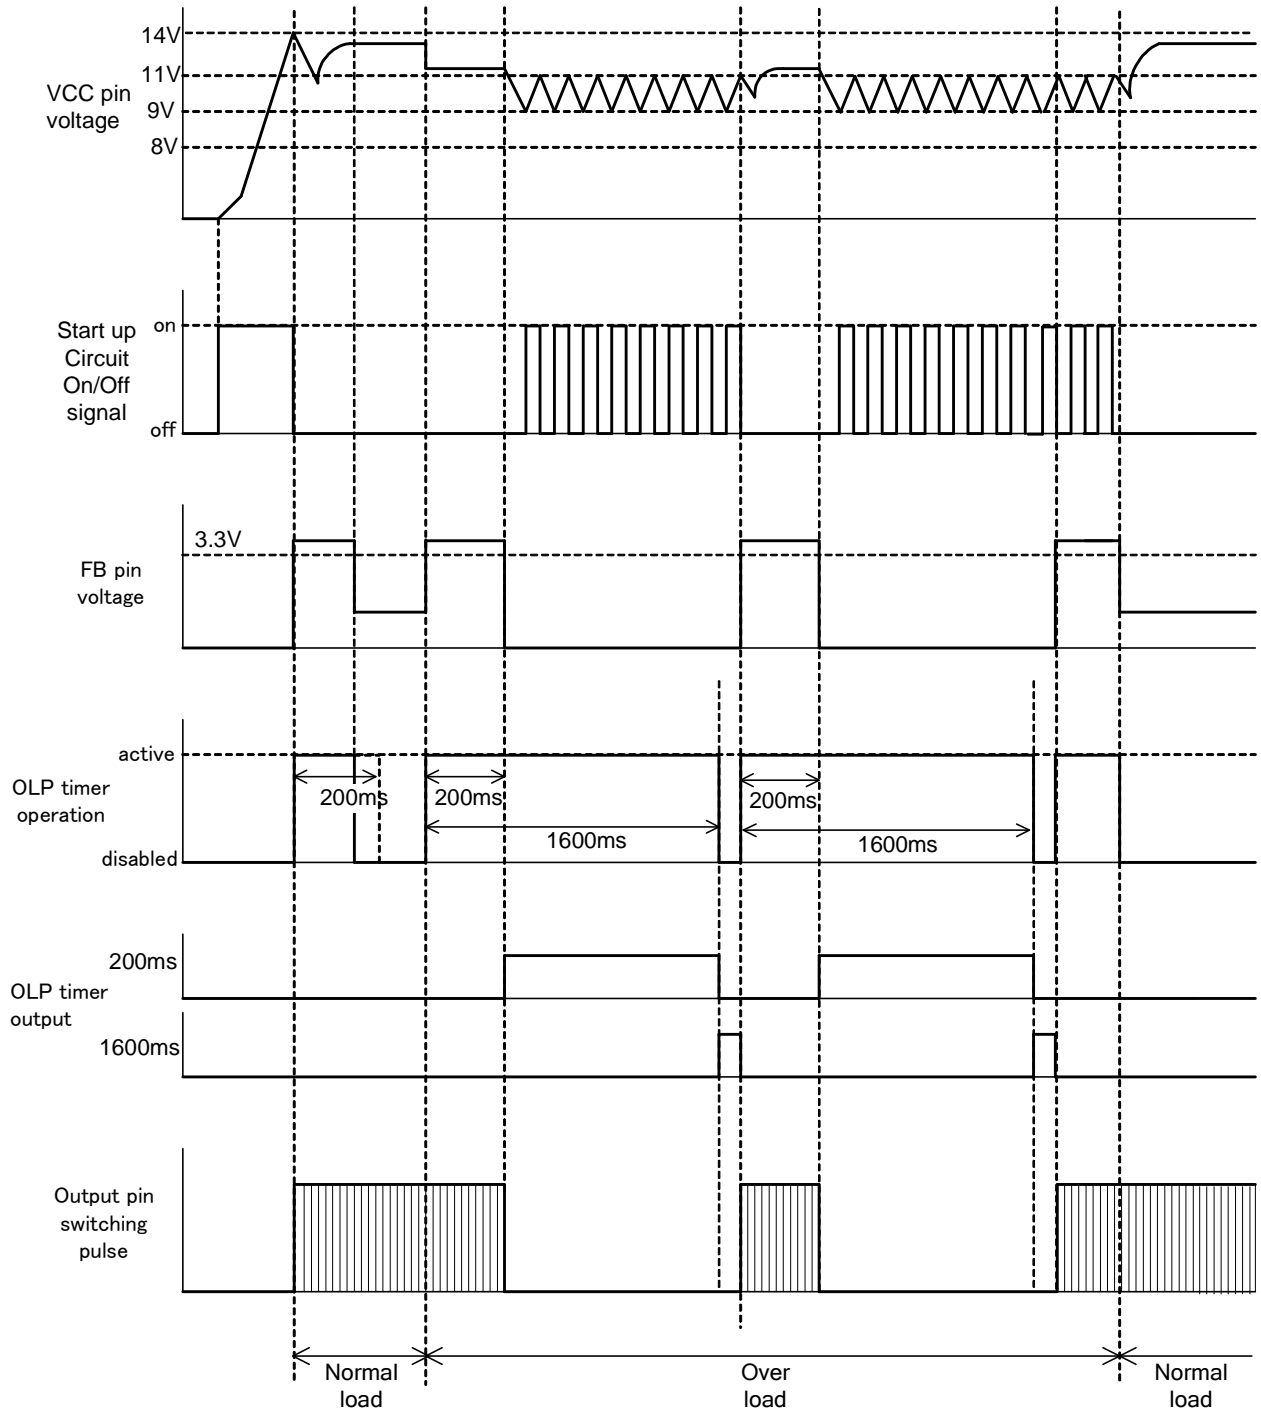 14V
11V
VCC pin
voltage
9V
8V
Start up
Circuit
On/Off
signal
on
off
3.3V
FB pin
voltage
active
OLP timer
operation
200ms
200ms
200ms
1600ms
1600ms
disabled
200ms
OLP timer
output
1600ms
Output pin
switching
pulse
Normal
load
Over
load
Normal
load